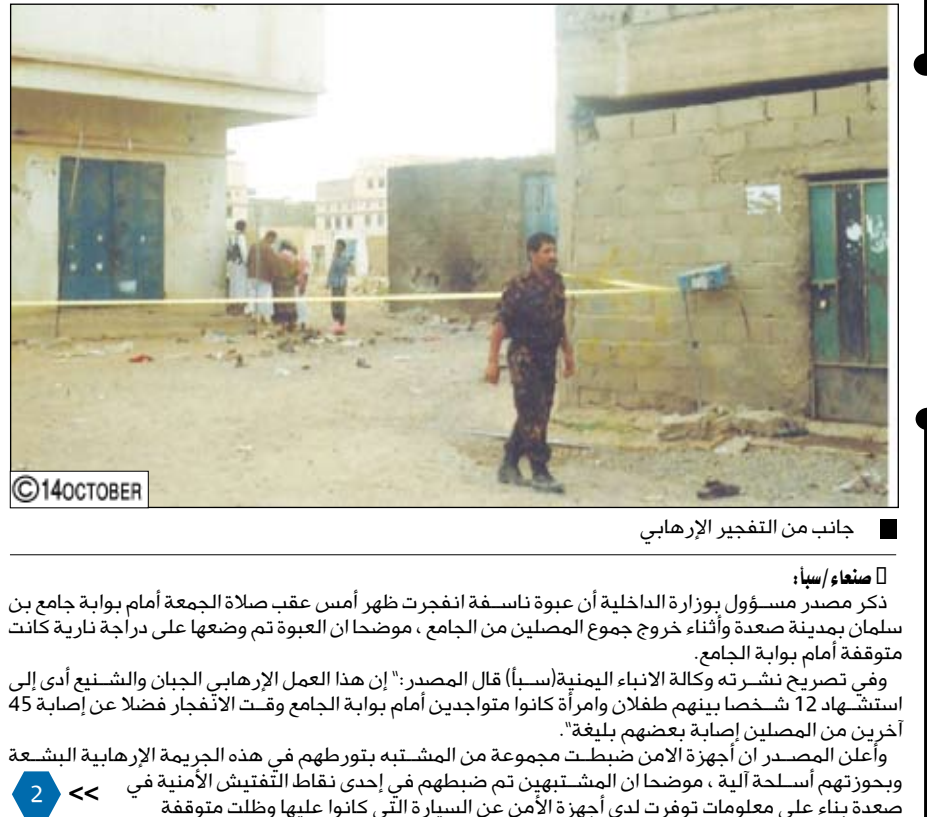 ©14OCTOBER
جانب من التفجير الإرهابي
صنعاء/سبأ:
ذكر مصدر مسؤول بوزارة الداخلية أن عبوة ناسفة انفجرت ظهر أمس عقب صلاة الجمعة أمام بوابة جامع بن
سلمان بمدينة صعدة وأثناء خروج جموع المصلين من الجامع ، موضحا ان العبوة تم وضعها على دراجة نارية كانت
متوقفة أمام بوابة الجامع.
وفي تصريح نشرته وكالة الانباء اليمنية(سبأ) قال المصدر:" إن هذا العمل الإرهابي الجبان والشنيع أدى إلى
استشهاد 12 شخصا بينهم طفلان وامرأة كانوا متواجدين أمام بوابة الجامع وقت الانفجار فضلا عن إصابة 45
آخرين من المصلين إصابة بعضهم بليغة".
وأعلن المصدر ان أجهزة الامن ضبطت مجموعة من المشتبه بتورطهم في هذه الجريمة الإرهابية البشعة
وبحوزتهم أسلحة آلية ، موضحا ان المشتبهين تم ضبطهم في إحدى نقاط التفتيش الأمنية في
صعدة بناء على معلومات توفرت لدى أجهزة الأمن عن السيارة التي كانوا عليها وظلت متوقفة
>> 2